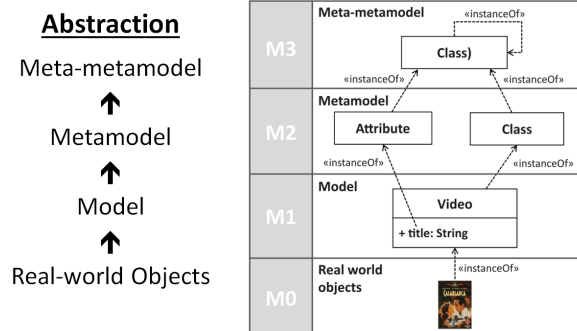 Abstraction
Meta-metamodel
Metamodel
Model
Real-world Objects
M3
Meta-metamodel
Class)
«instanceOf»
«instanceOf»
«instanceOf»
M2
Metamodel
Attribute
Class
«instanceOf»
«instanceOf»
M1
Model
Video
+ title: String
M0
Real world
objects
«instanceOf»
CASABLANCA